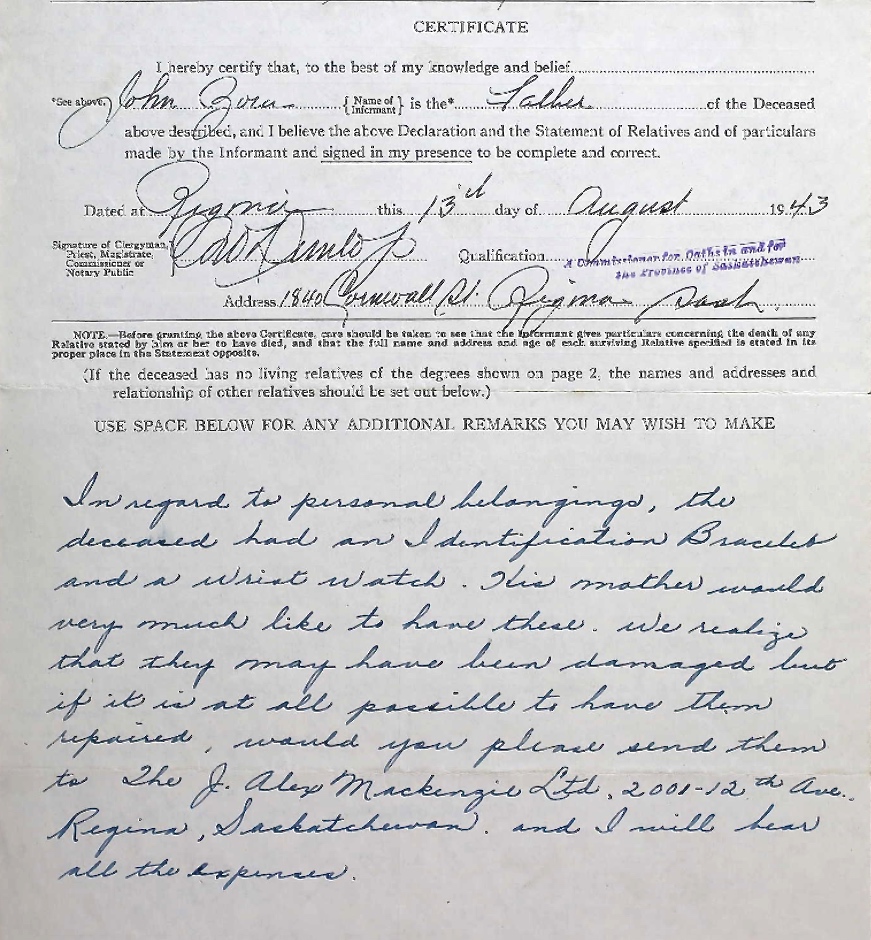 CERTIFICATE
I hereby certify that, to the best of my knowledge and belief
*See above. John { Name of Informant } is the* Father of the Deceased
above described, and I believe the above Declaration and the Statement of Relatives and of particulars
made by the Informant and signed in my presence to be complete and correct.
Dated at Regina this 13th day of August 1943
Signature of Clergyman,
Priest, Magistrate,
Commissioner or
Notary Public
Qualification A Commissioner for Oaths in and for
the Province of Saskatchewan
Address 1840 Cornwall St. Regina Sask.
NOTE.—Before granting the above Certificate, care should be taken to see that the Informant gives particulars concerning the death of any
Relative stated by him or her to have died, and that the full name and address and age of each surviving Relative specified is stated in its
proper place in the Statement opposite.
(If the deceased has no living relatives of the degrees shown on page 2, the names and addresses and
relationship of other relatives should be set out below.)
USE SPACE BELOW FOR ANY ADDITIONAL REMARKS YOU MAY WISH TO MAKE
In regard to personal belongings, the
deceased had an Identification Bracelet
and a Wrist Watch. His mother would
very much like to have these. We realize
that they may have been damaged but
if it is at all possible to have them
repaired, would you please send them
to The J. Alex Mackenzie Ltd, 2001-12th Ave.
Regina, Saskatchewan. and I will bear
all the expenses.